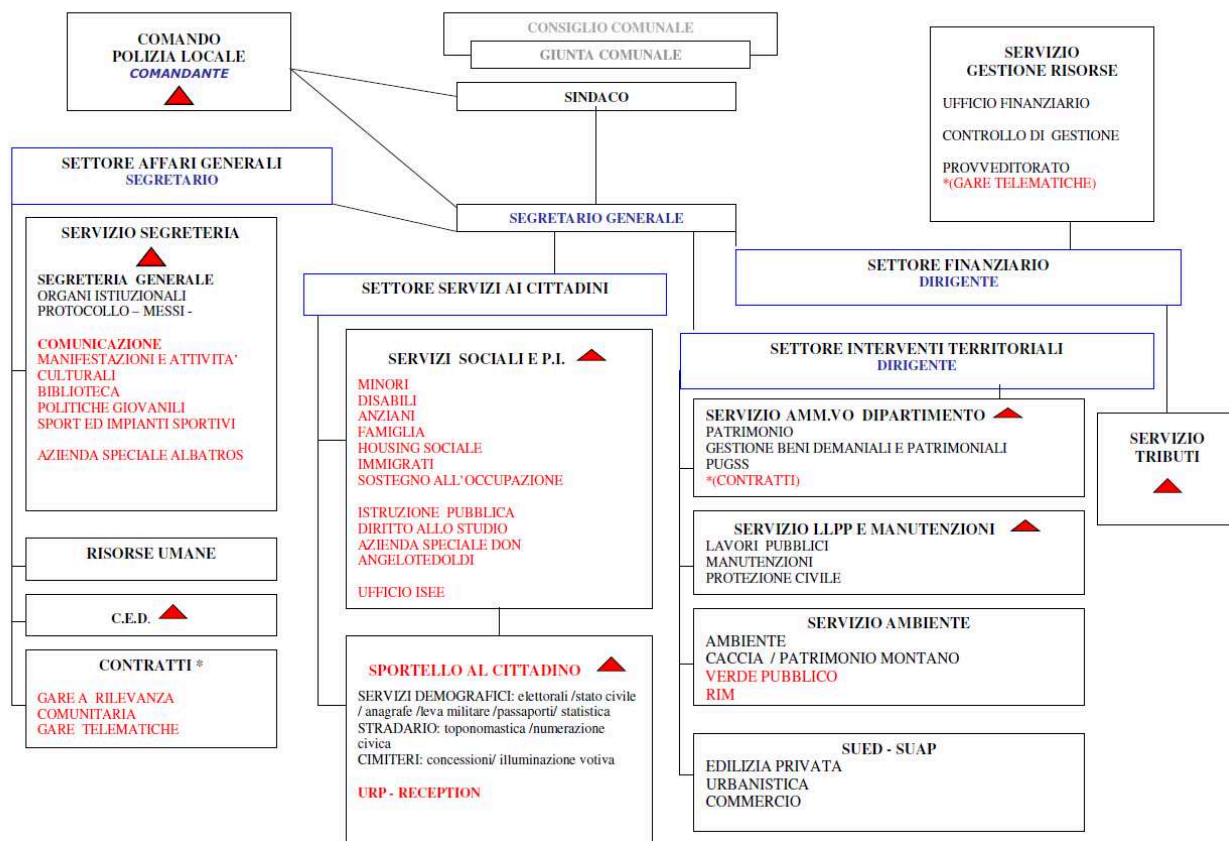 COMANDO
POLIZIA LOCALE
COMANDANTE
CONSIGLIO COMUNALE
GIUNTA COMUNALE
SINDACO
SERVIZIO
GESTIONE RISORSE
UFFICIO FINANZIARIO
CONTROLLO DI GESTIONE
PROVVEDITORATO
*(GARE TELEMATICHE)
SETTORE AFFARI GENERALI
SEGRETARIO
SEGRETARIO GENERALE
SERVIZIO SEGRETERIA
SEGRETERIA GENERALE
ORGANI ISTIUZIONALI
PROTOCOLLO – MESSI -
COMUNICAZIONE
MANIFESTAZIONI E ATTIVITA'
CULTURALI
BIBLIOTECA
POLITICHE GIOVANILI
SPORT ED IMPIANTI SPORTIVI
AZIENDA SPECIALE ALBATROS
RISORSE UMANE
C.E.D.
CONTRATTI *
GARE A RILEVANZA
COMUNITARIA
GARE TELEMATICHE
SETTORE SERVIZI AI CITTADINI
SERVIZI SOCIALI E P.I.
MINORI
DISABILI
ANZIANI
FAMIGLIA
HOUSING SOCIALE
IMMIGRATI
SOSTEGNO ALL'OCCUPAZIONE
ISTRUZIONE PUBBLICA
DIRITTO ALLO STUDIO
AZIENDA SPECIALE DON
ANGELOTEDOLDI
UFFICIO ISEE
SPORTELLO AL CITTADINO
SERVIZI DEMOGRAFICI: elettorali /stato civile
/ anagrafe /leva militare /passaporti/ statistica
STRADARIO: toponomastica /numerazione
civica
CIMITERI: concessioni/ illuminazione votiva
URP - RECEPTION
SETTORE FINANZIARIO
DIRIGENTE
SETTORE INTERVENTI TERRITORIALI
DIRIGENTE
SERVIZIO AMM.VO DIPARTIMENTO
PATRIMONIO
GESTIONE BENI DEMANIALI E PATRIMONIALI
PUGSS
*(CONTRATTI)
SERVIZIO LLPP E MANUTENZIONI
LAVORI PUBBLICI
MANUTENZIONI
PROTEZIONE CIVILE
SERVIZIO AMBIENTE
AMBIENTE
CACCIA / PATRIMONIO MONTANO
VERDE PUBBLICO
RIM
SUED - SUAP
EDILIZIA PRIVATA
URBANISTICA
COMMERCIO
SERVIZIO
TRIBUTI